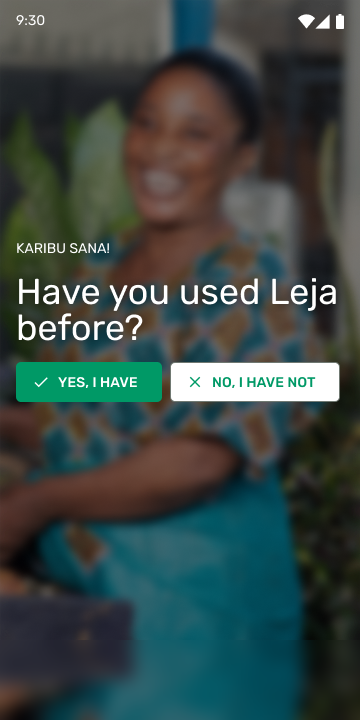 9:30
KARIBU SANA!
Have you used Leja
before?
YES, I HAVE
NO, I HAVE NOT